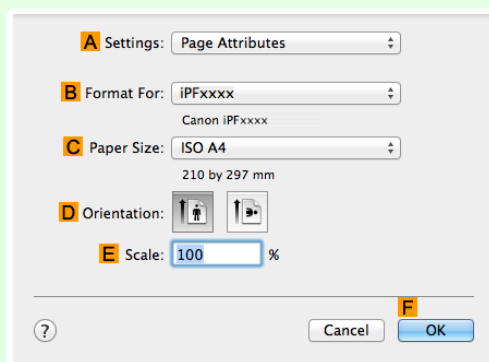 A Settings: Page Attributes
B Format For: iPFxxxx
Canon iPFxxxx
C Paper Size: ISO A4
210 by 297 mm
D Orientation:
E Scale: 100 %
F
? Cancel OK